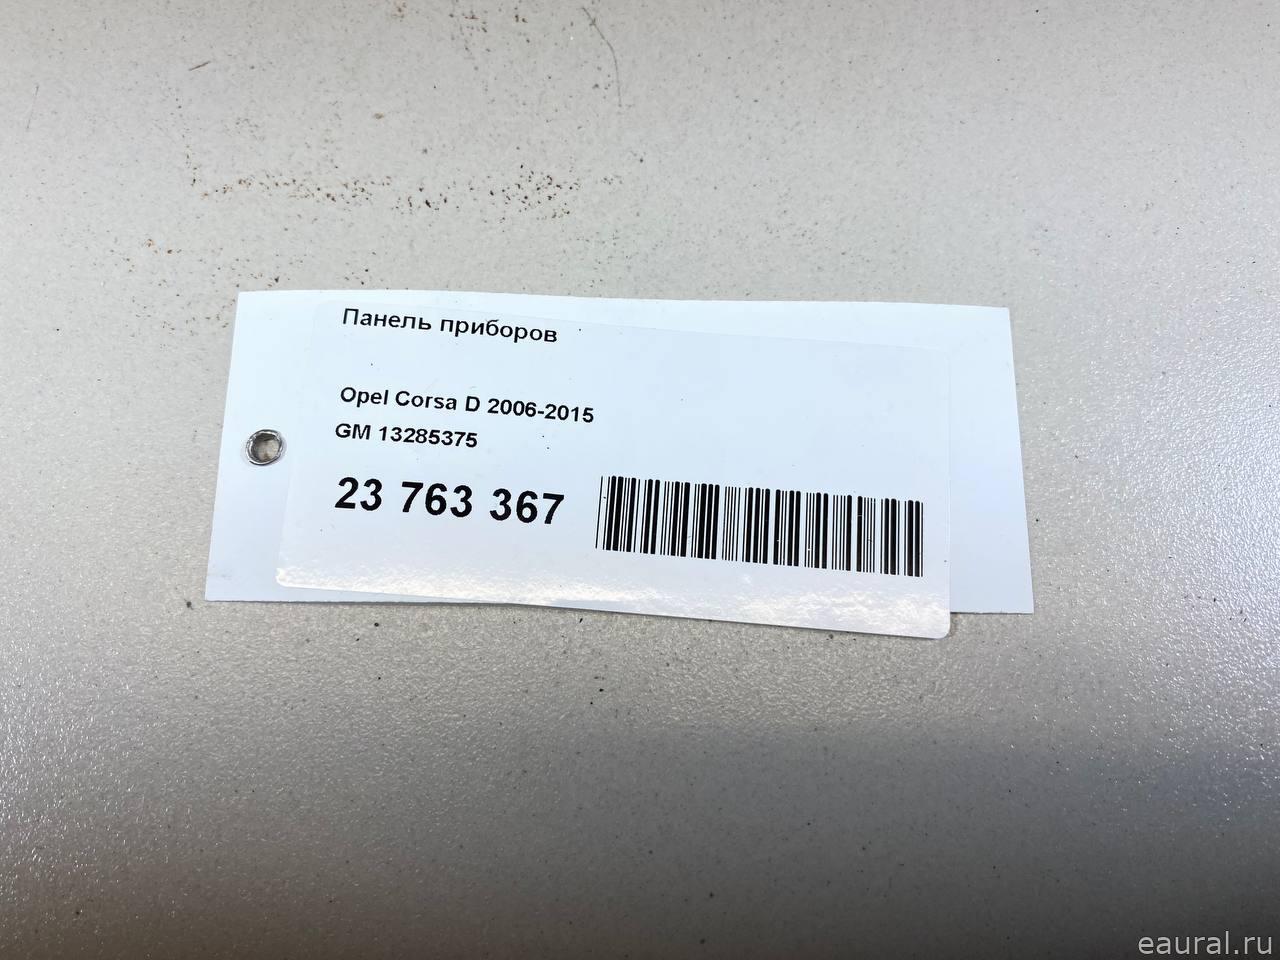 Панель приборов
Opel Corsa D 2006-2015
GM 13285375
23 763 367
eaural.ru